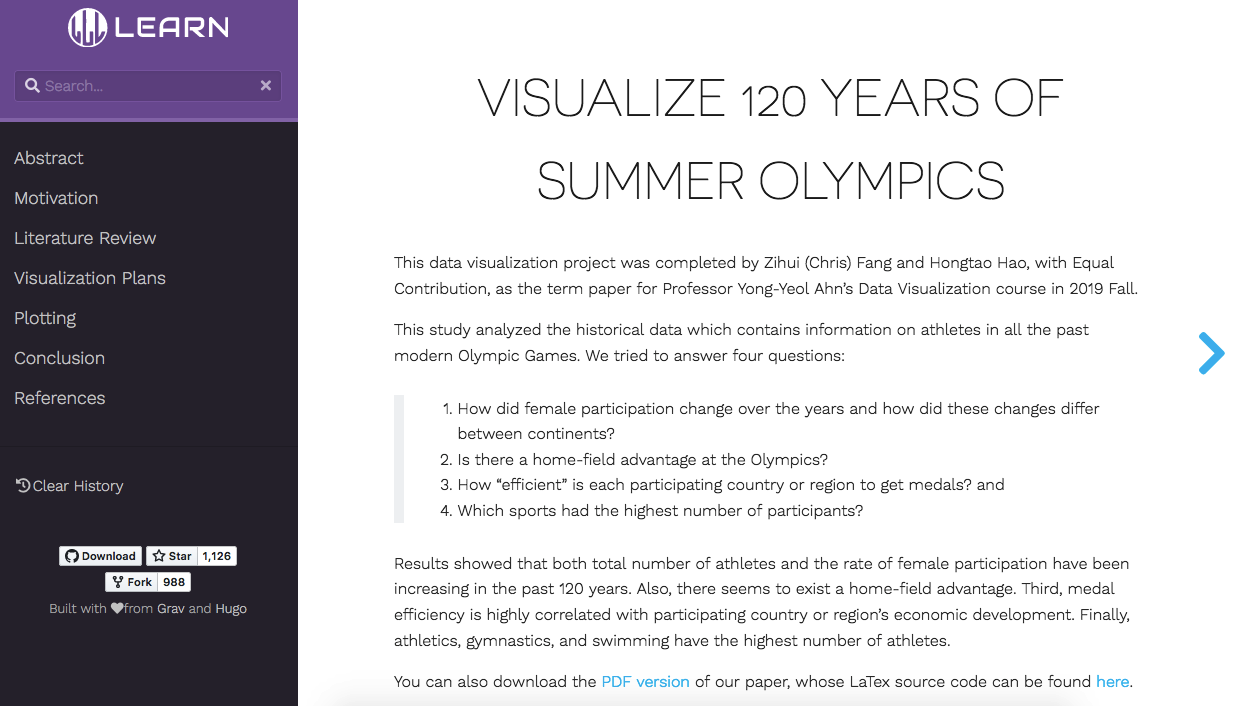 LEARN
Search...
Abstract
Motivation
Literature Review
Visualization Plans
Plotting
Conclusion
References
Clear History
Download Star 1,126
Fork 988
Built with from Grav and Hugo
VISUALIZE 120 YEARS OF
SUMMER OLYMPICS
This data visualization project was completed by Zihui (Chris) Fang and Hongtao Hao, with Equal
Contribution, as the term paper for Professor Yong-Yeol Ahn’s Data Visualization course in 2019 Fall.
This study analyzed the historical data which contains information on athletes in all the past
modern Olympic Games. We tried to answer four questions:
1. How did female participation change over the years and how did these changes differ
between continents?
2. Is there a home-field advantage at the Olympics?
3. How “efficient” is each participating country or region to get medals? and
4. Which sports had the highest number of participants?
Results showed that both total number of athletes and the rate of female participation have been
increasing in the past 120 years. Also, there seems to exist a home-field advantage. Third, medal
efficiency is highly correlated with participating country or region’s economic development. Finally,
athletics, gymnastics, and swimming have the highest number of athletes.
You can also download the PDF version of our paper, whose LaTex source code can be found here.